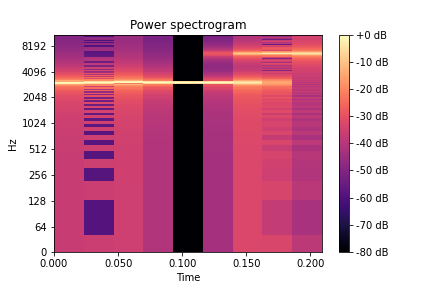 Power spectrogram
8192
4096
2048
1024
512
256
128
64
0
Hz
0.000 0.050 0.100 0.150 0.200
Time
+0 dB
-10 dB
-20 dB
-30 dB
-40 dB
-50 dB
-60 dB
-70 dB
-80 dB